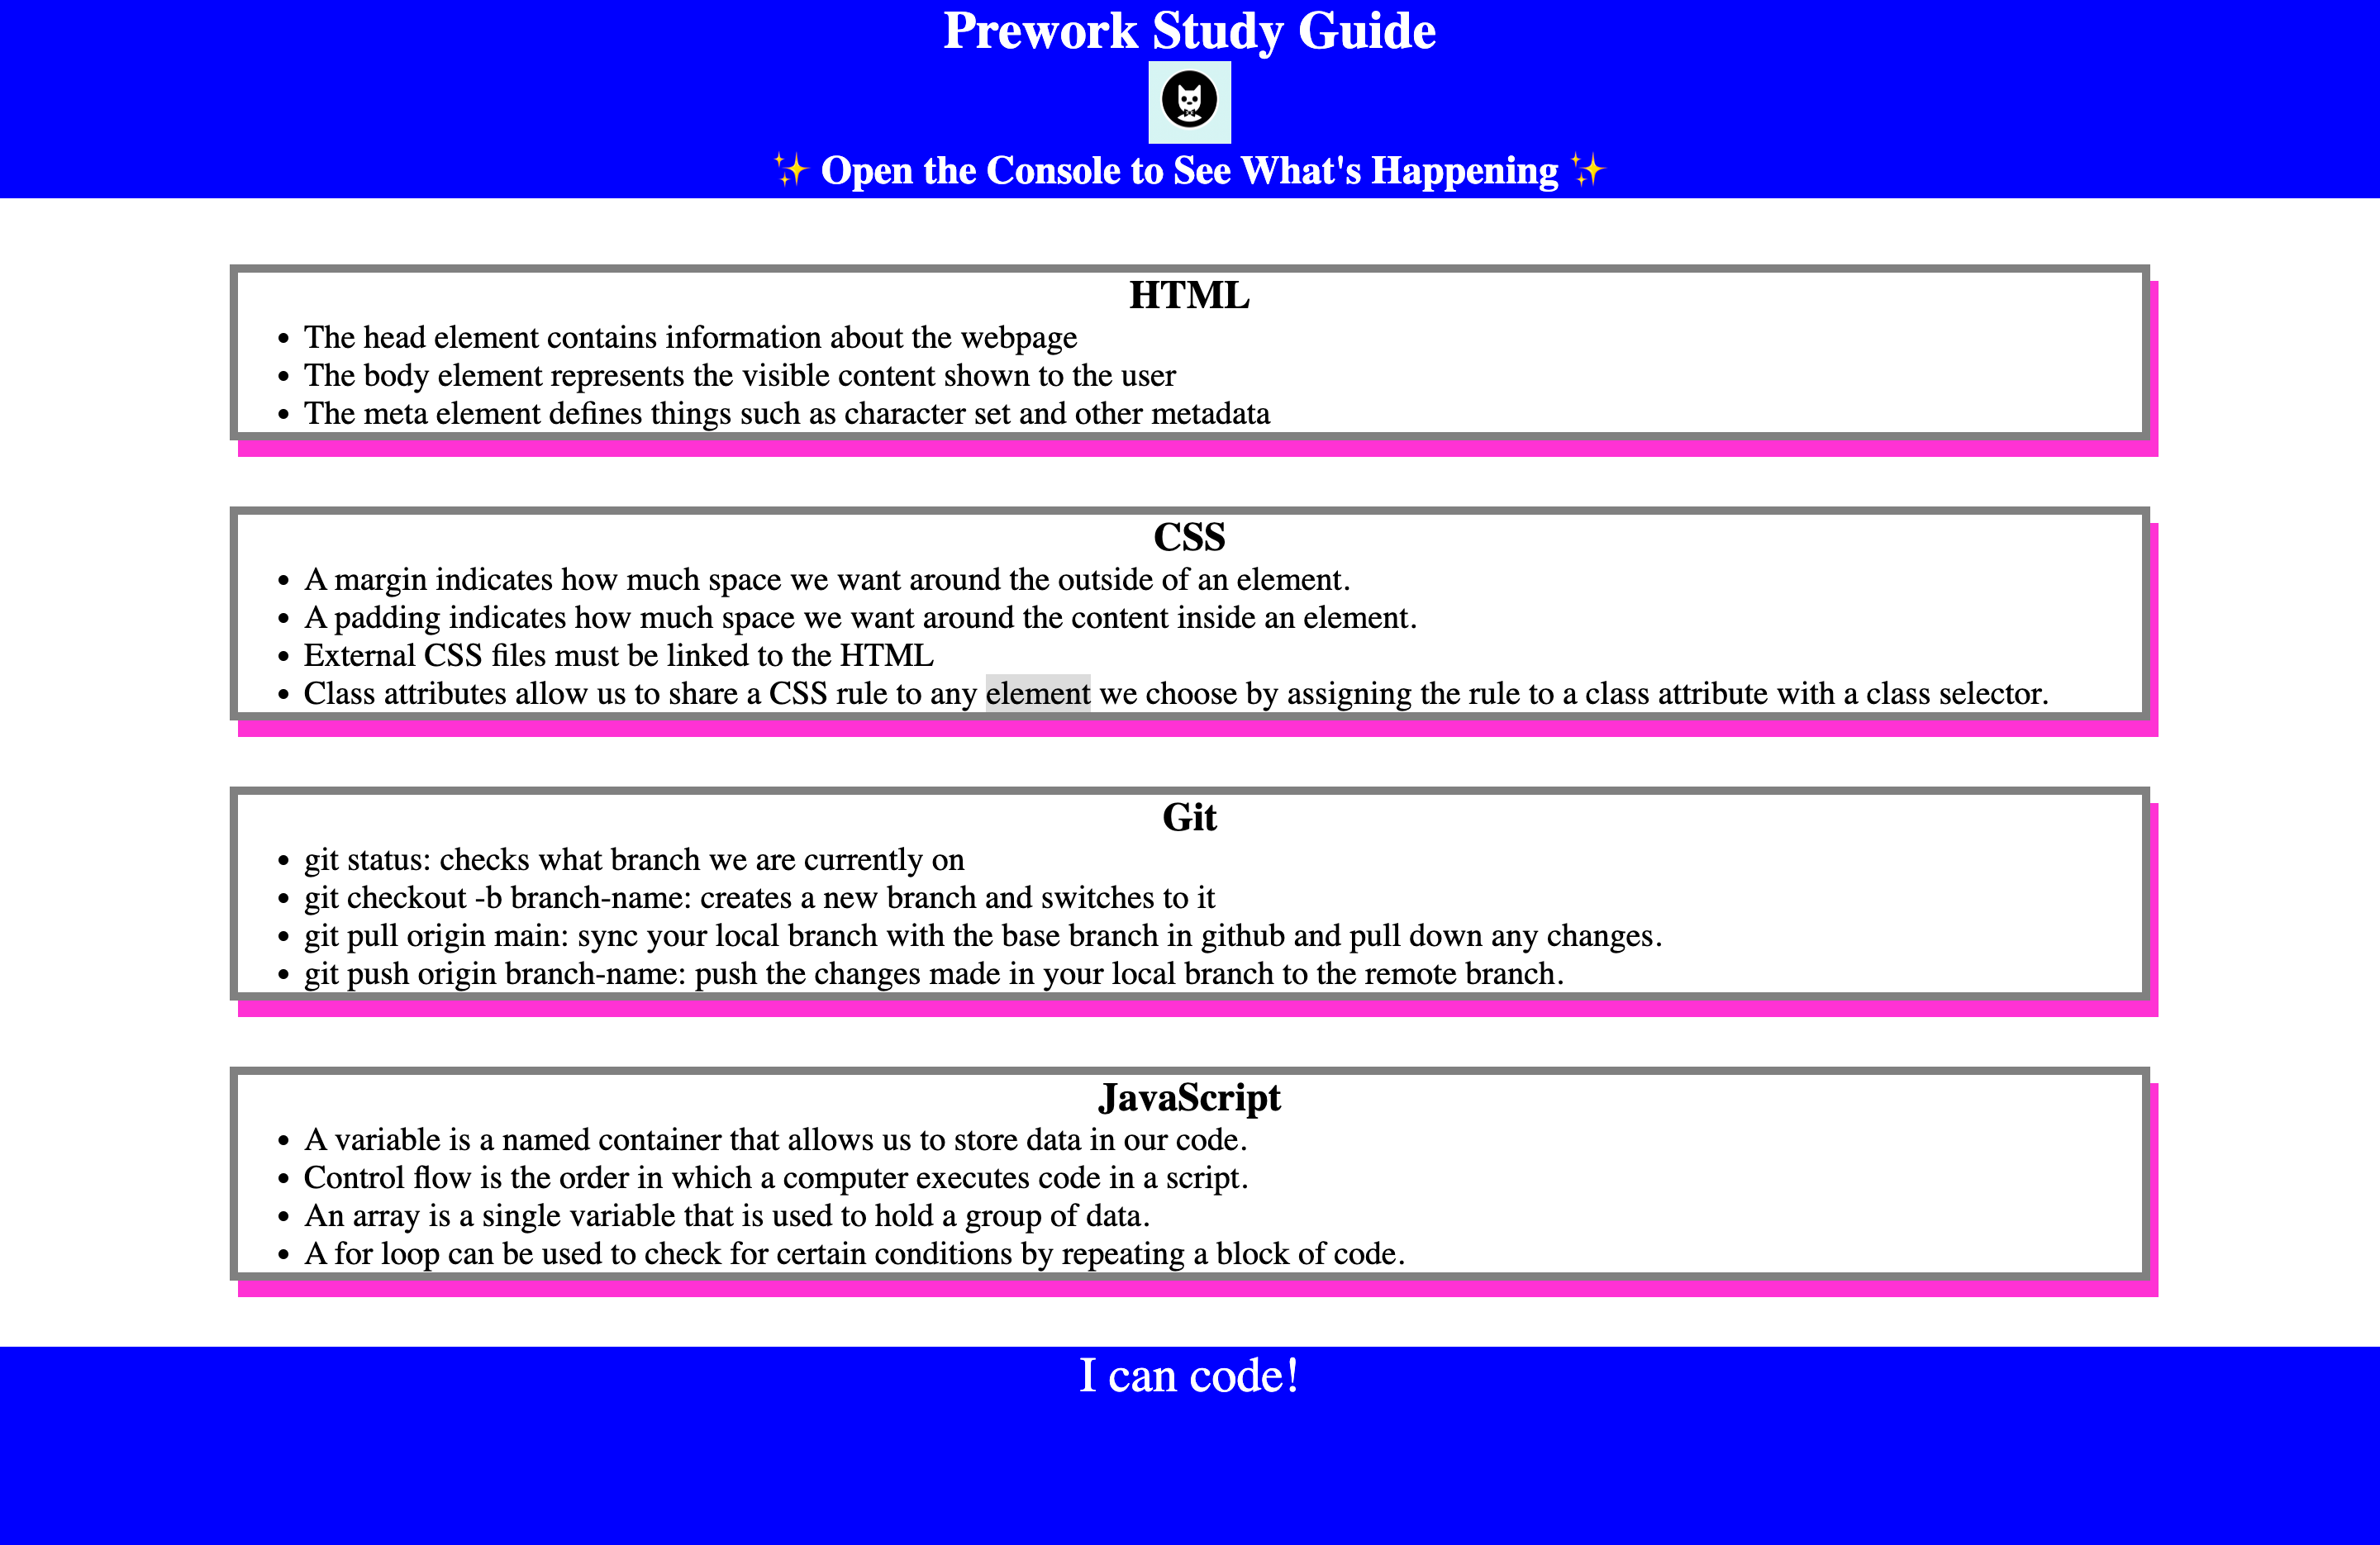 Prework Study Guide
✨ Open the Console to See What's Happening ✨
HTML
• The head element contains information about the webpage
• The body element represents the visible content shown to the user
• The meta element defines things such as character set and other metadata
CSS
• A margin indicates how much space we want around the outside of an element.
• A padding indicates how much space we want around the content inside an element.
• External CSS files must be linked to the HTML
• Class attributes allow us to share a CSS rule to any element we choose by assigning the rule to a class attribute with a class selector.
Git
• git status: checks what branch we are currently on
• git checkout -b branch-name: creates a new branch and switches to it
• git pull origin main: sync your local branch with the base branch in github and pull down any changes.
• git push origin branch-name: push the changes made in your local branch to the remote branch.
JavaScript
• A variable is a named container that allows us to store data in our code.
• Control flow is the order in which a computer executes code in a script.
• An array is a single variable that is used to hold a group of data.
• A for loop can be used to check for certain conditions by repeating a block of code.
I can code!